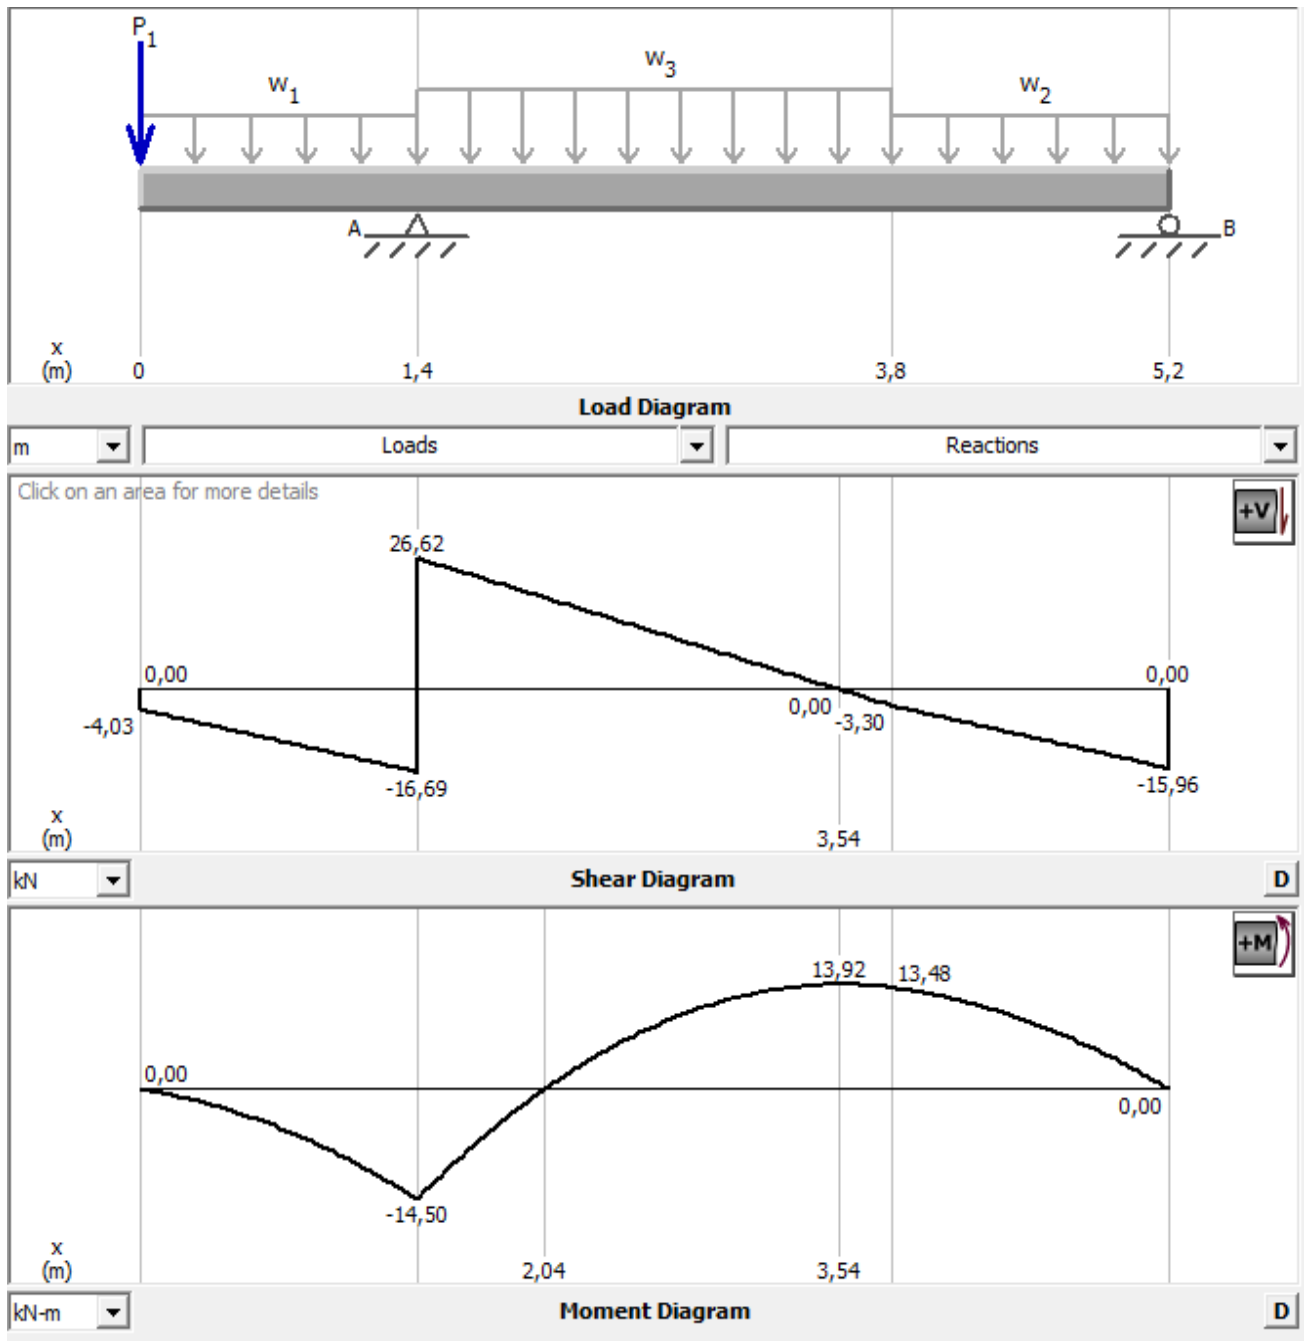 P1
w1
w3
w2
A
B
x
(m)
0
1,4
3,8
5,2
Load Diagram
m
Loads
Reactions
Click on an area for more details
+V
26,62
0,00
0,00
-4,03
0,00
-3,30
-16,69
-15,96
x
(m)
3,54
kN
Shear Diagram
D
+M
13,92
13,48
0,00
0,00
-14,50
x
(m)
2,04
3,54
kN-m
Moment Diagram
D